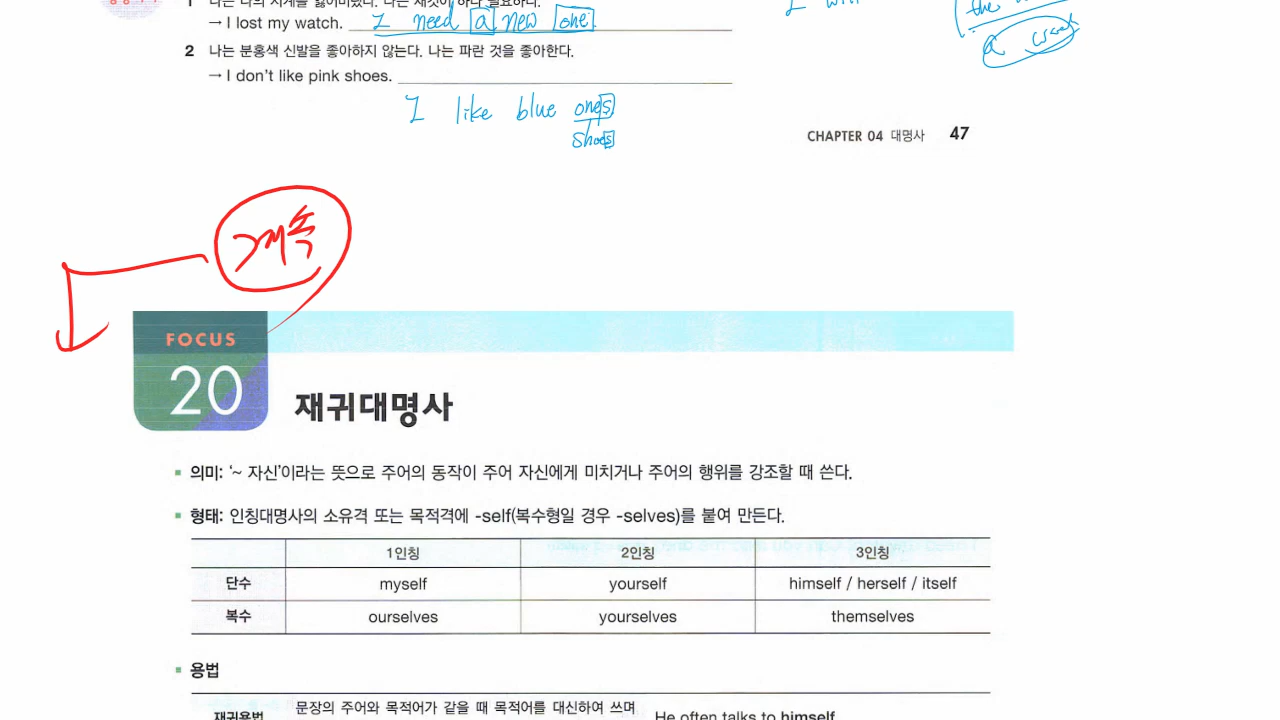 → I lost my watch. I need a new one
I will
a week
2 나는 분홍색 신발을 좋아하지 않는다. 나는 파란 것을 좋아한다.
→ I don't like pink shoes.
I like blue ones
shoes
CHAPTER 04 대명사 47
계속
FOCUS
20
재귀대명사
의미: ‘~ 자신’이라는 뜻으로 주어의 동작이 주어 자신에게 미치거나 주어의 행위를 강조할 때 쓴다.
형태: 인칭대명사의 소유격 또는 목적격에 -self(복수형일 경우 -selves)를 붙여 만든다.
1인칭 2인칭 3인칭
단수 myself yourself himself / herself / itself
복수 ourselves yourselves themselves
용법
재귀용법 문장의 주어와 목적어가 같을 때 목적어를 대신하여 쓰며 He often talks to himself.